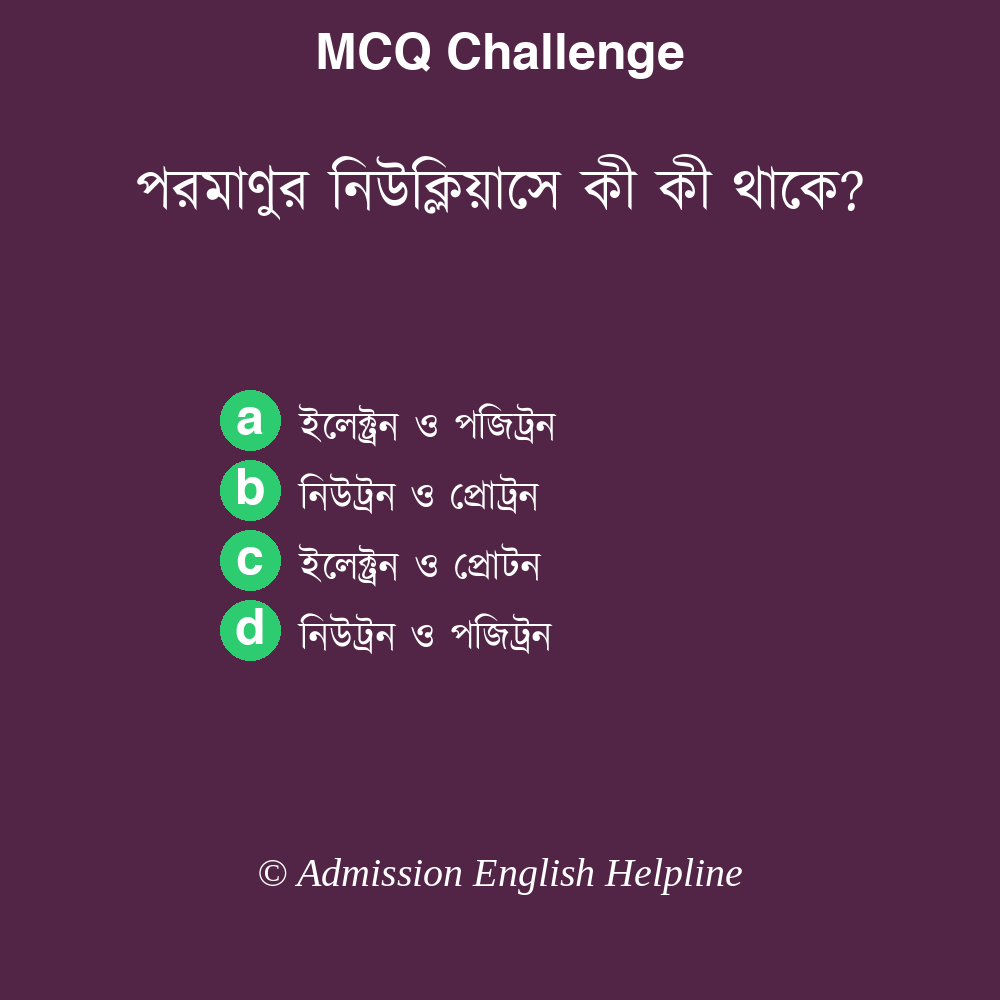 MCQ Challenge
পরমাণুর নিউক্লিয়াসে কী কী থাকে?
a ইলেক্ট্রন ও পজিট্রন
b নিউট্রন ও প্রোট্রন
c ইলেক্ট্রন ও প্রোটন
d নিউট্রন ও পজিট্রন
© Admission English Helpline